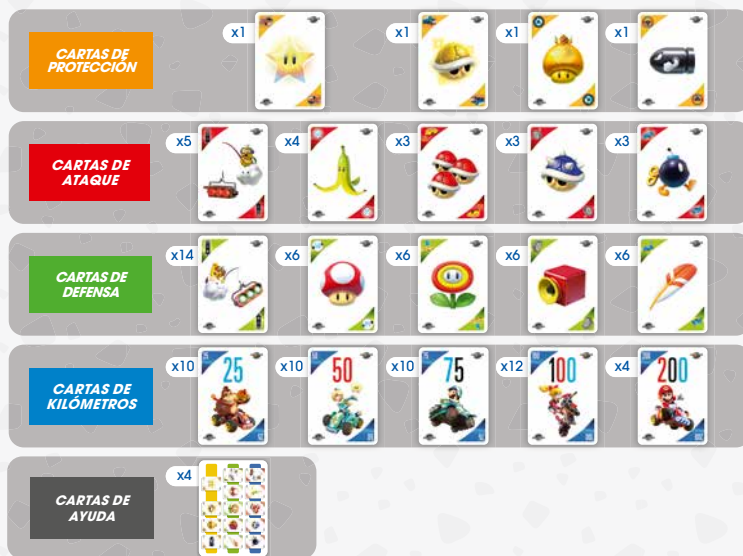 CARTAS DE
PROTECCIÓN
x1
x1
x1
x1
CARTAS DE
ATAQUE
x5
x4
x3
x3
x3
CARTAS DE
DEFENSA
x14
x6
x6
x6
x6
CARTAS DE
KILÓMETROS
x10
25
x10
50
x10
75
x12
100
x4
200
CARTAS DE
AYUDA
x4